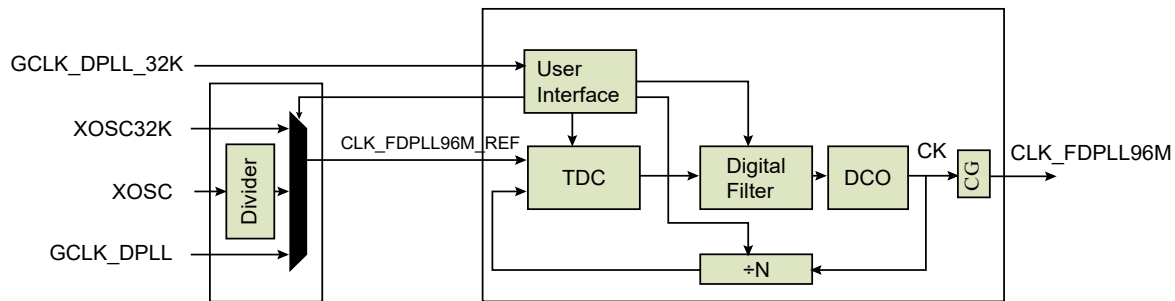 GCLK_DPLL_32K
User
Interface
XOSC32K
CLK_FDPLL96M_REF
XOSC
Divider
GCLK_DPLL
TDC
Digital
Filter
DCO
CK
CG
CLK_FDPLL96M
÷N